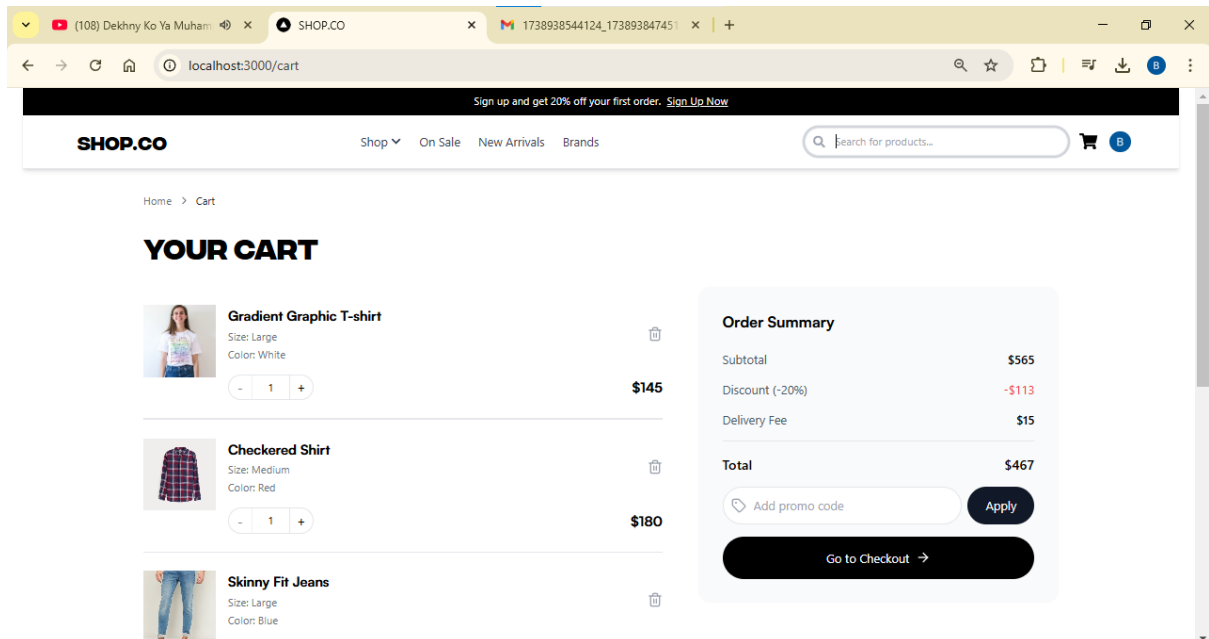 (108) Dekhny Ko Ya Muham
SHOP.CO
1738938544124_173893847451
localhost:3000/cart
B
Sign up and get 20% off your first order. Sign Up Now
SHOP.CO
Shop On Sale New Arrivals Brands
Search for products...
B
Home > Cart
YOUR CART
Gradient Graphic T-shirt
Size: Large
Color: White
- 1 +
$145
Checkered Shirt
Size: Medium
Color: Red
- 1 +
$180
Skinny Fit Jeans
Size: Large
Color: Blue
Order Summary
Subtotal $565
Discount (-20%) -$113
Delivery Fee $15
Total $467
Add promo code Apply
Go to Checkout →